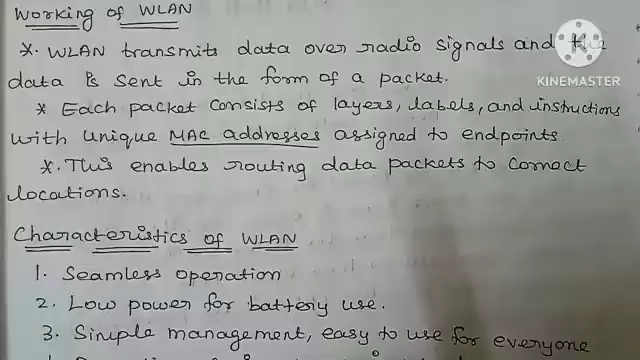 Working of WLAN
*. WLAN transmits data over radio signals and the
data is sent in the form of a packet.
* Each packet consists of layers, labels, and instructions
with unique MAC addresses assigned to endpoints
*. This enables routing data packets to correct
locations.
Characteristics of WLAN
1. Seamless operation
2. Low power for battery use.
3. Simple management, easy to use for everyone
KINEMASTER